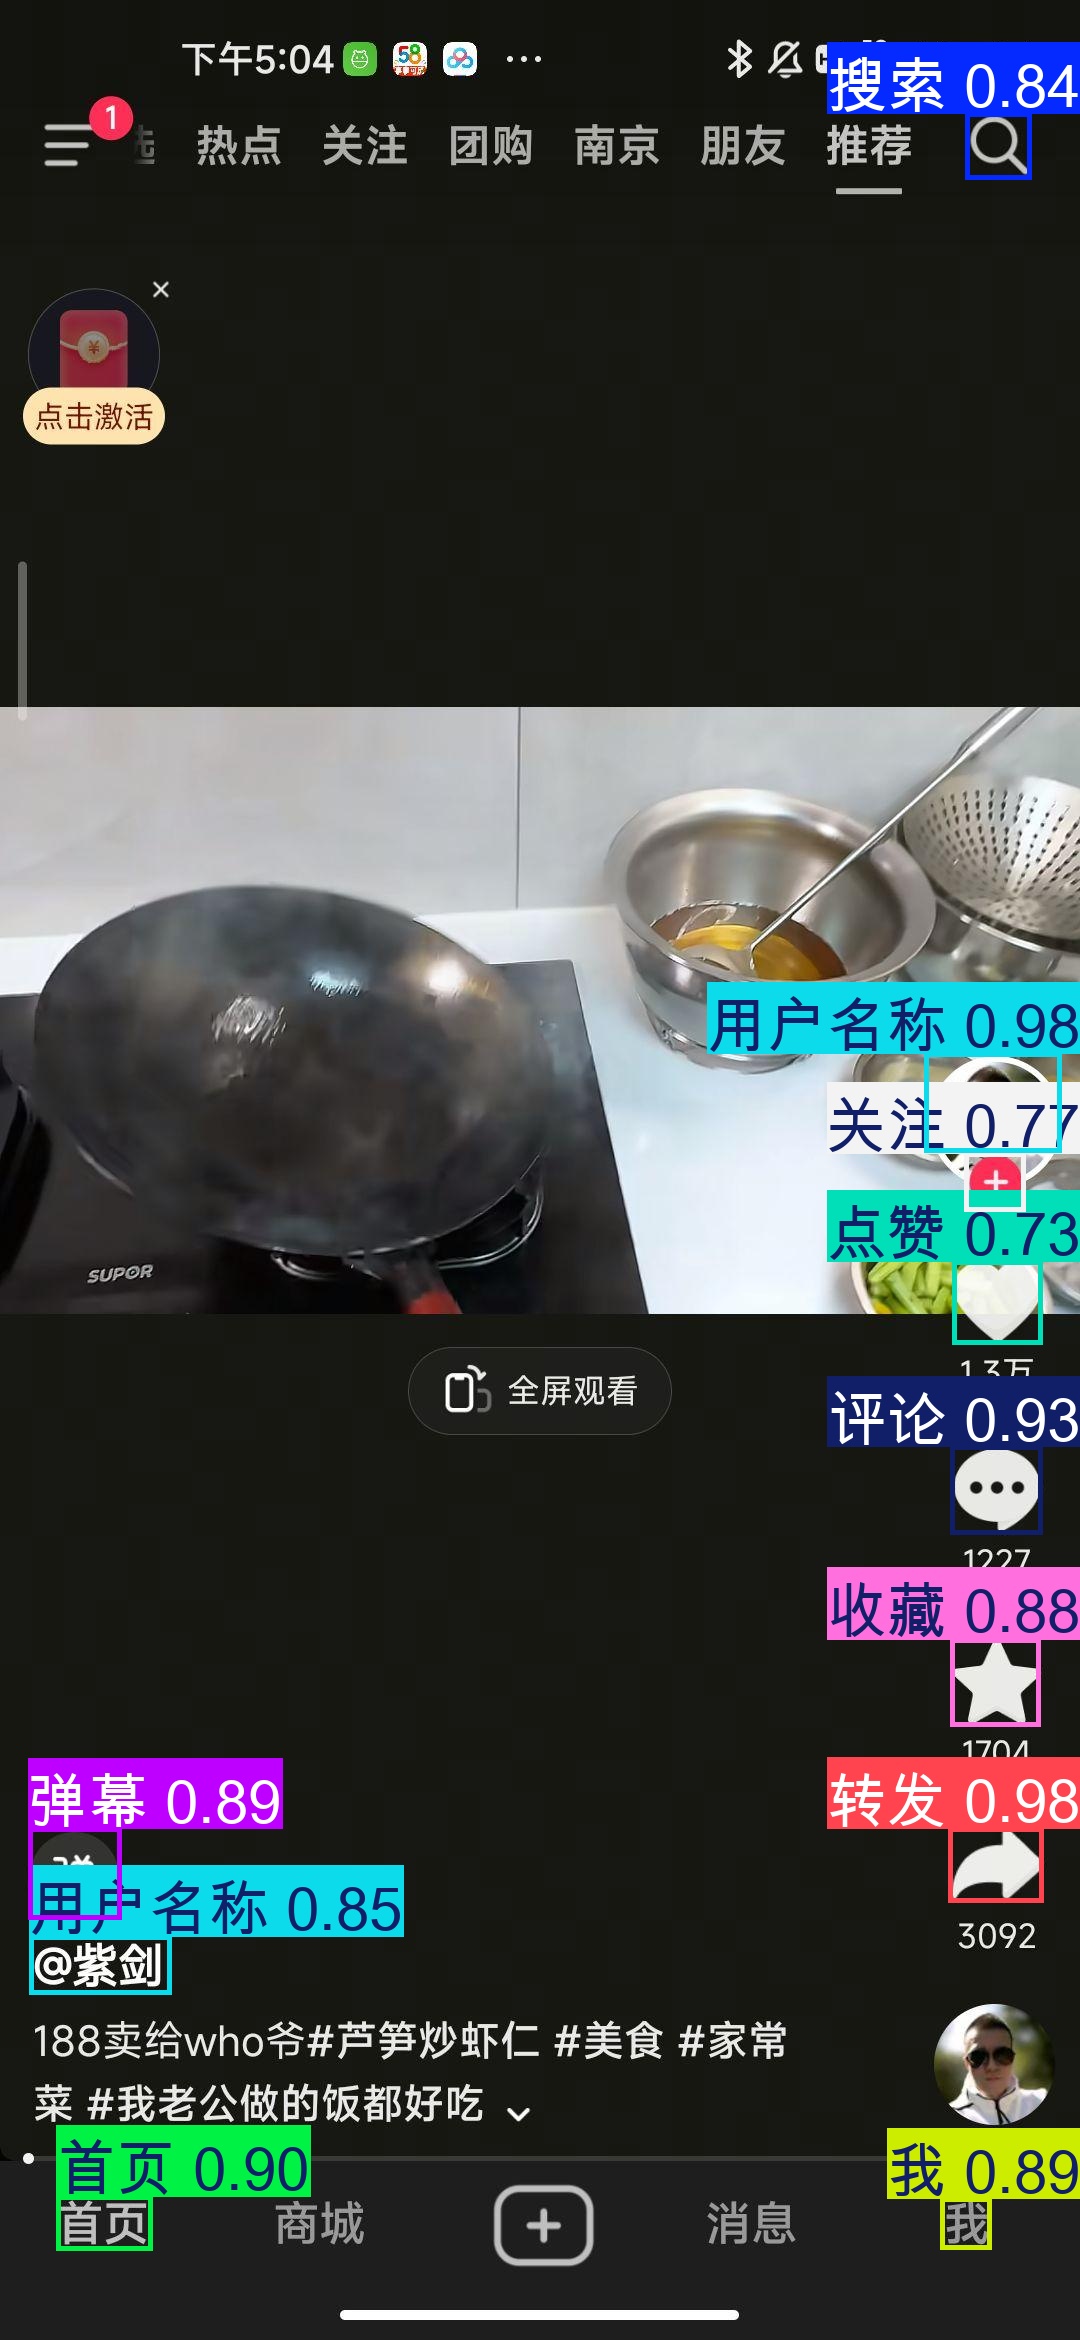 下午5:04
58
搜索 0.84
1
热点 关注 团购 南京 朋友 推荐
点击激活
用户名称 0.98
关注 0.77
SUPOR
点赞 0.73
1.3万
全屏观看
评论 0.93
1227
收藏 0.88
1704
弹幕 0.89
转发 0.98
用户名称 0.85
@紫剑
3092
188卖给who爷#芦笋炒虾仁 #美食 #家常
菜 #我老公做的饭都好吃
首页 0.90
我 0.89
首页 商城 消息 我